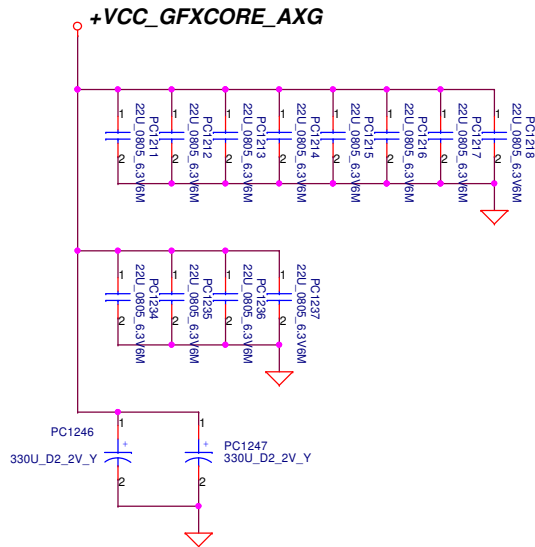 +VCC_GFXCORE_AXG
1
2
PC1211
22U_0805_6.3V6M
1
2
PC1212
22U_0805_6.3V6M
1
2
PC1213
22U_0805_6.3V6M
1
2
PC1214
22U_0805_6.3V6M
1
2
PC1215
22U_0805_6.3V6M
1
2
PC1216
22U_0805_6.3V6M
1
2
PC1217
22U_0805_6.3V6M
1
2
PC1218
22U_0805_6.3V6M
1
2
PC1234
22U_0805_6.3V6M
1
2
PC1235
22U_0805_6.3V6M
1
2
PC1236
22U_0805_6.3V6M
1
2
PC1237
22U_0805_6.3V6M
1
+
2
PC1246
330U_D2_2V_Y
1
+
2
PC1247
330U_D2_2V_Y